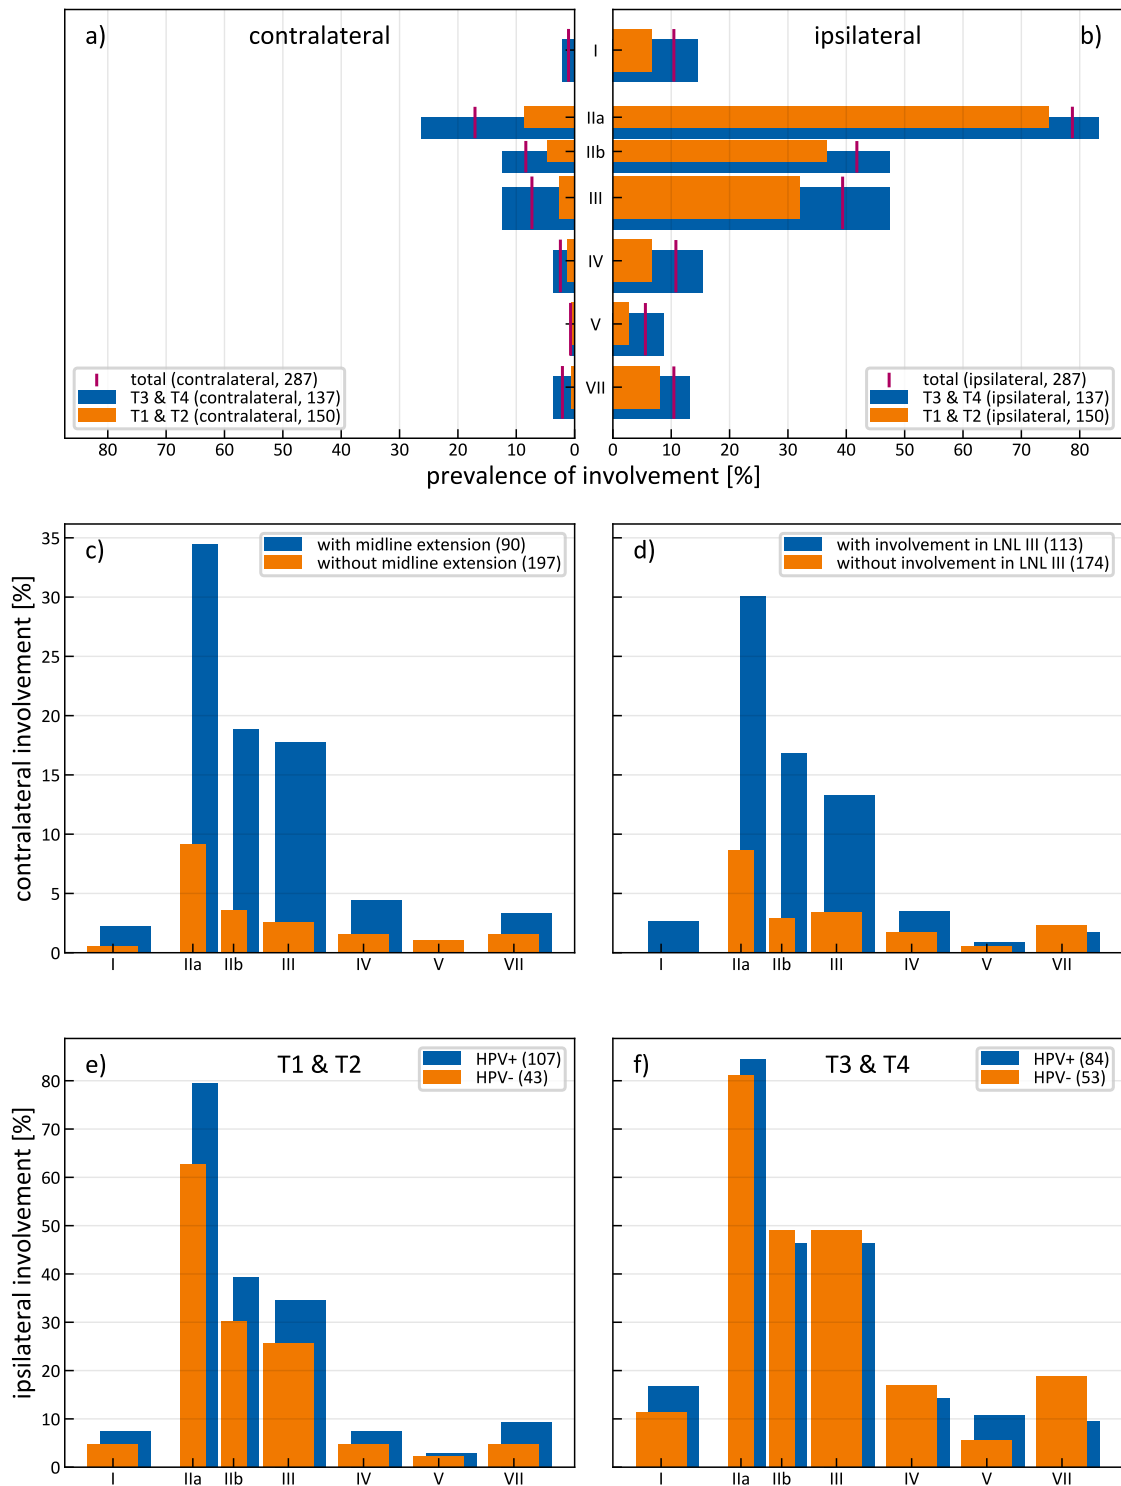 a) contralateral
ipsilateral b)
I
IIa
IIb
III
IV
V
VII
total (contralateral, 287)
T3 & T4 (contralateral, 137)
T1 & T2 (contralateral, 150)
total (ipsilateral, 287)
T3 & T4 (ipsilateral, 137)
T1 & T2 (ipsilateral, 150)
80 70 60 50 40 30 20 10 0
0 10 20 30 40 50 60 70 80
prevalence of involvement [%]
c)
with midline extension (90)
without midline extension (197)
contralateral involvement [%]
35
30
25
20
15
10
5
0
I IIa IIb III IV V VII
d)
with involvement in LNL III (113)
without involvement in LNL III (174)
I IIa IIb III IV V VII
e) T1 & T2
HPV+ (107)
HPV- (43)
ipsilateral involvement [%]
80
70
60
50
40
30
20
10
0
I IIa IIb III IV V VII
f) T3 & T4
HPV+ (84)
HPV- (53)
I IIa IIb III IV V VII